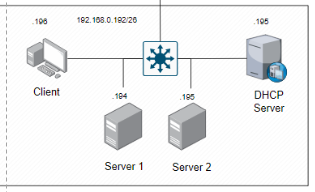 .196 192.168.0.192/26 .195
Client
DHCP
Server
.194 .195
Server 1 Server 2